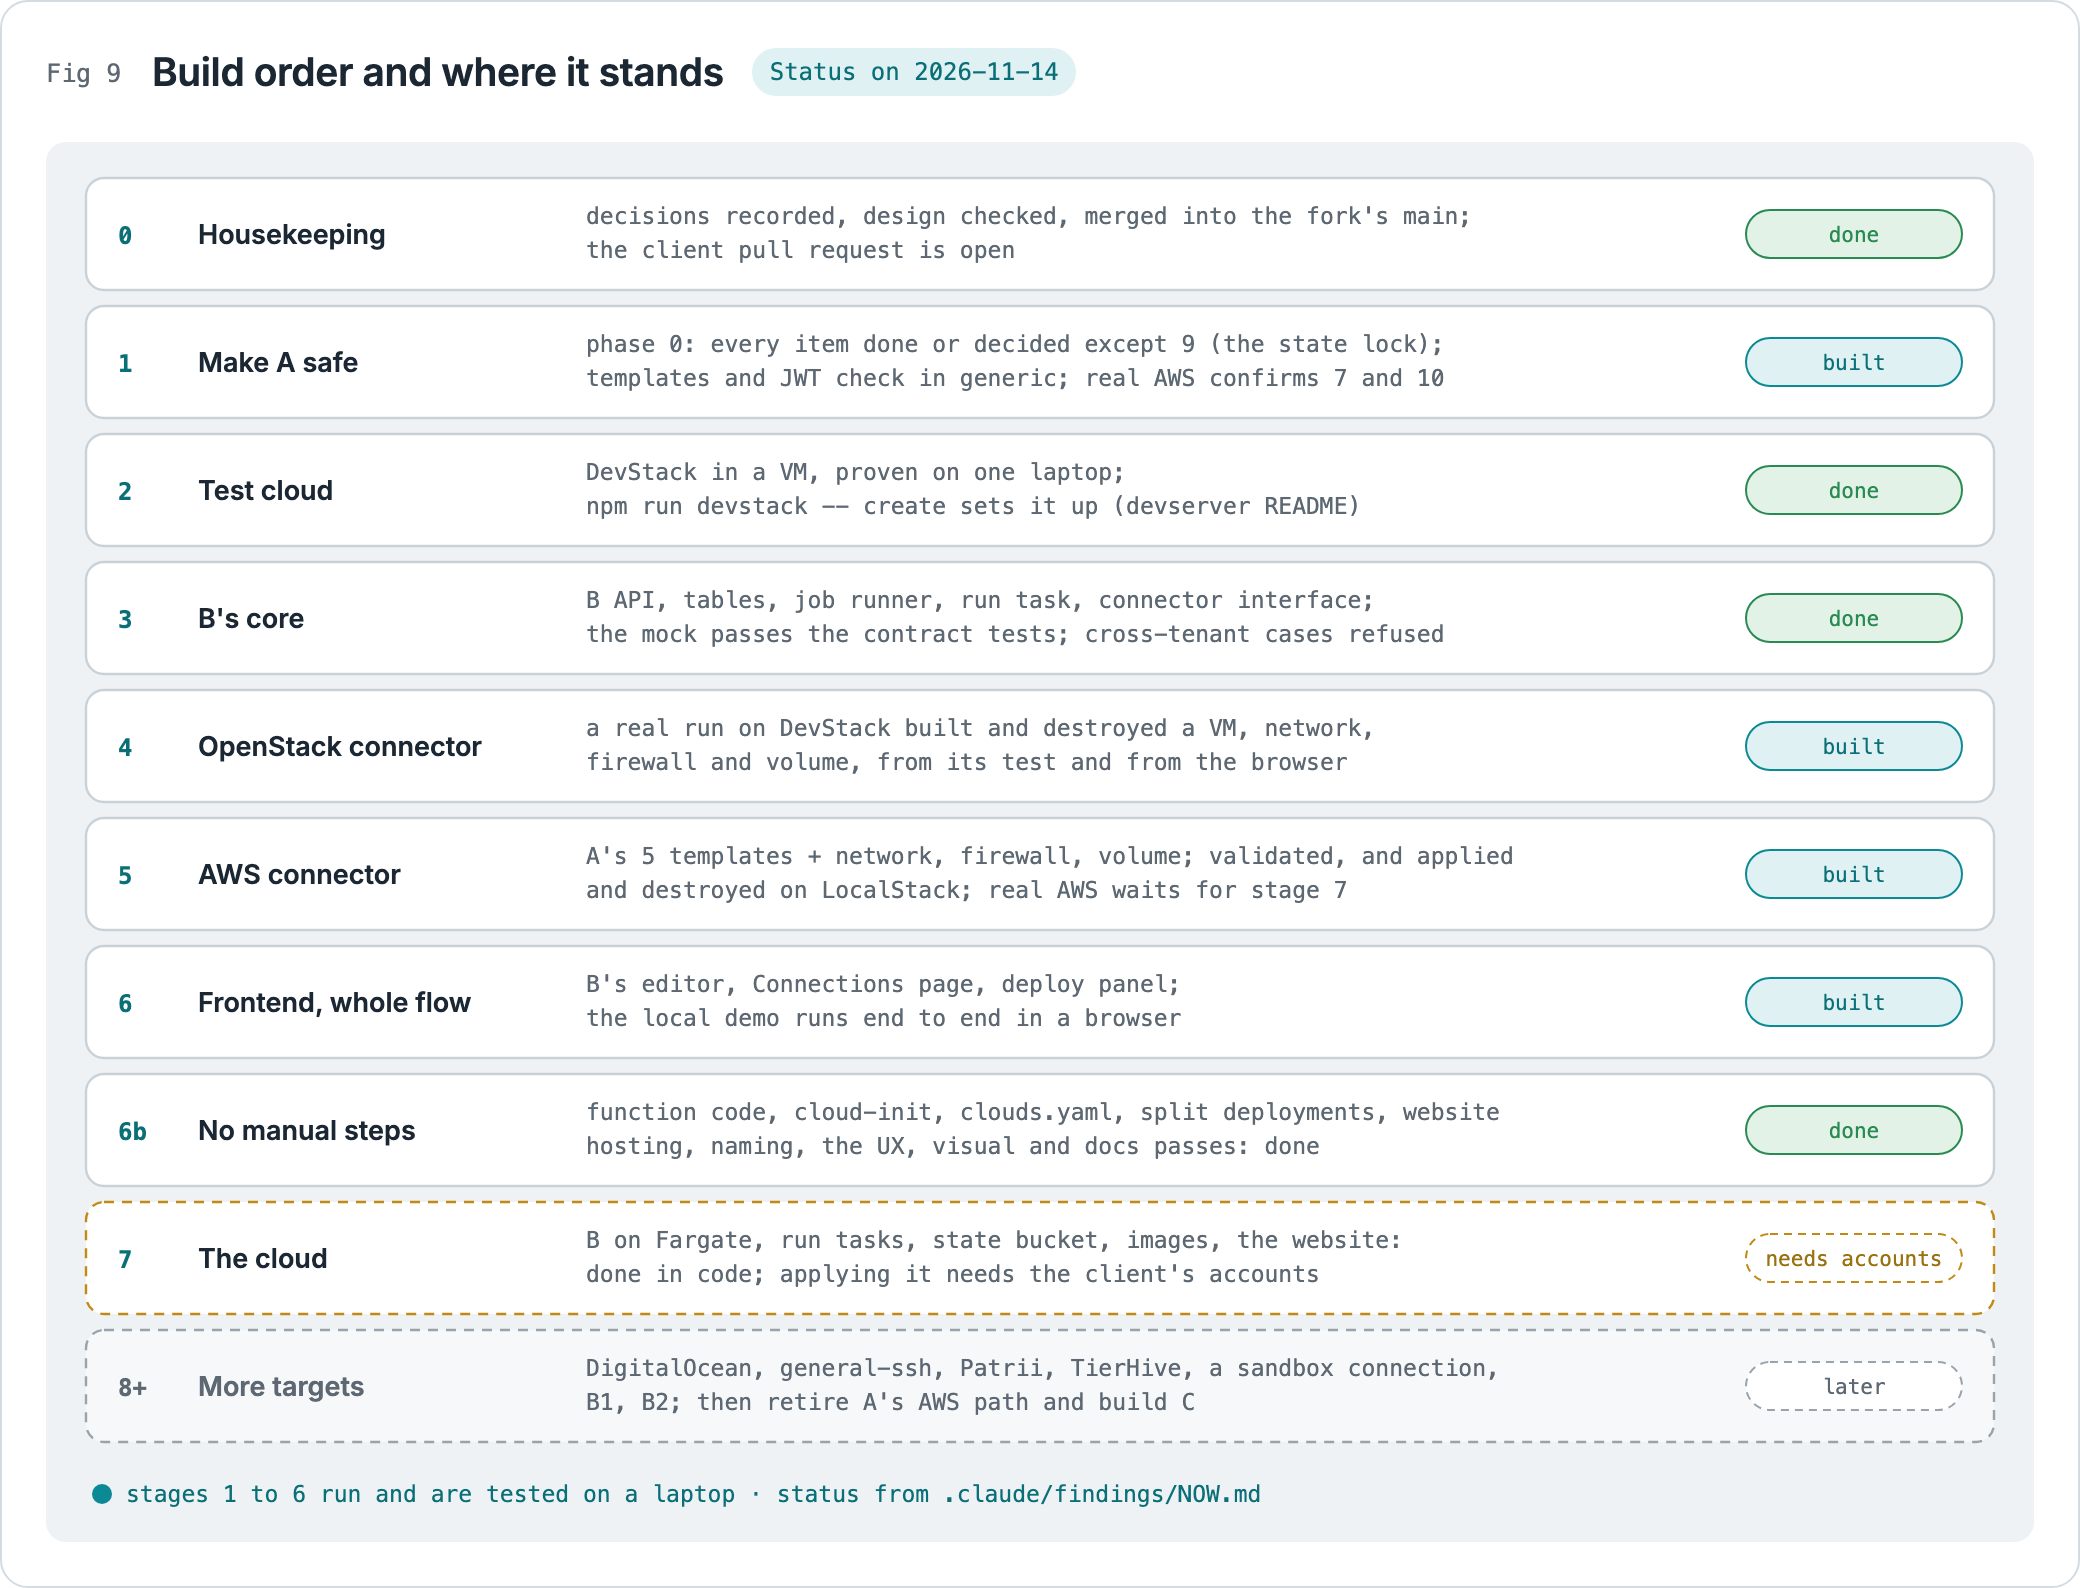 Fig 9 Build order and where it stands Status on 2026-11-14
0 Housekeeping decisions recorded, design checked, merged into the fork's main;
the client pull request is open
done
1 Make A safe phase 0: every item done or decided except 9 (the state lock);
templates and JWT check in generic; real AWS confirms 7 and 10
built
2 Test cloud DevStack in a VM, proven on one laptop;
npm run devstack -- create sets it up (devserver README)
done
3 B's core B API, tables, job runner, run task, connector interface;
the mock passes the contract tests; cross-tenant cases refused
done
4 OpenStack connector a real run on DevStack built and destroyed a VM, network,
firewall and volume, from its test and from the browser
built
5 AWS connector A's 5 templates + network, firewall, volume; validated, and applied
and destroyed on LocalStack; real AWS waits for stage 7
built
6 Frontend, whole flow B's editor, Connections page, deploy panel;
the local demo runs end to end in a browser
built
6b No manual steps function code, cloud-init, clouds.yaml, split deployments, website
hosting, naming, the UX, visual and docs passes: done
done
7 The cloud B on Fargate, run tasks, state bucket, images, the website:
done in code; applying it needs the client's accounts
needs accounts
8+ More targets DigitalOcean, general-ssh, Patrii, TierHive, a sandbox connection,
B1, B2; then retire A's AWS path and build C
later
stages 1 to 6 run and are tested on a laptop · status from .claude/findings/NOW.md